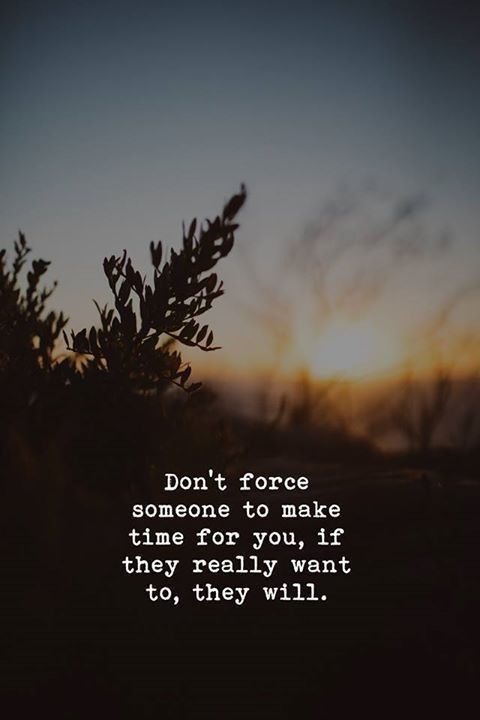 Don't force
someone to make
time for you, if
they really want
to, they will.